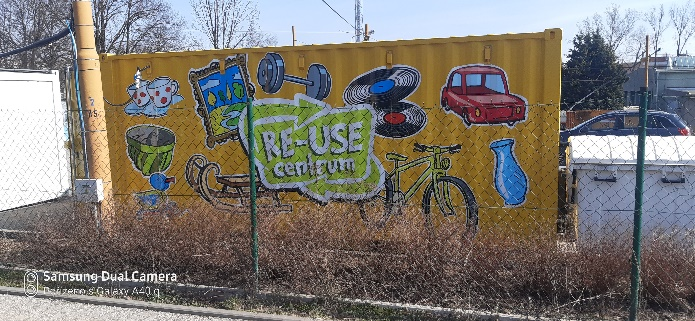 RE-USE
centrum
Samsung Dual Camera
Pořízeno s Galaxy A40